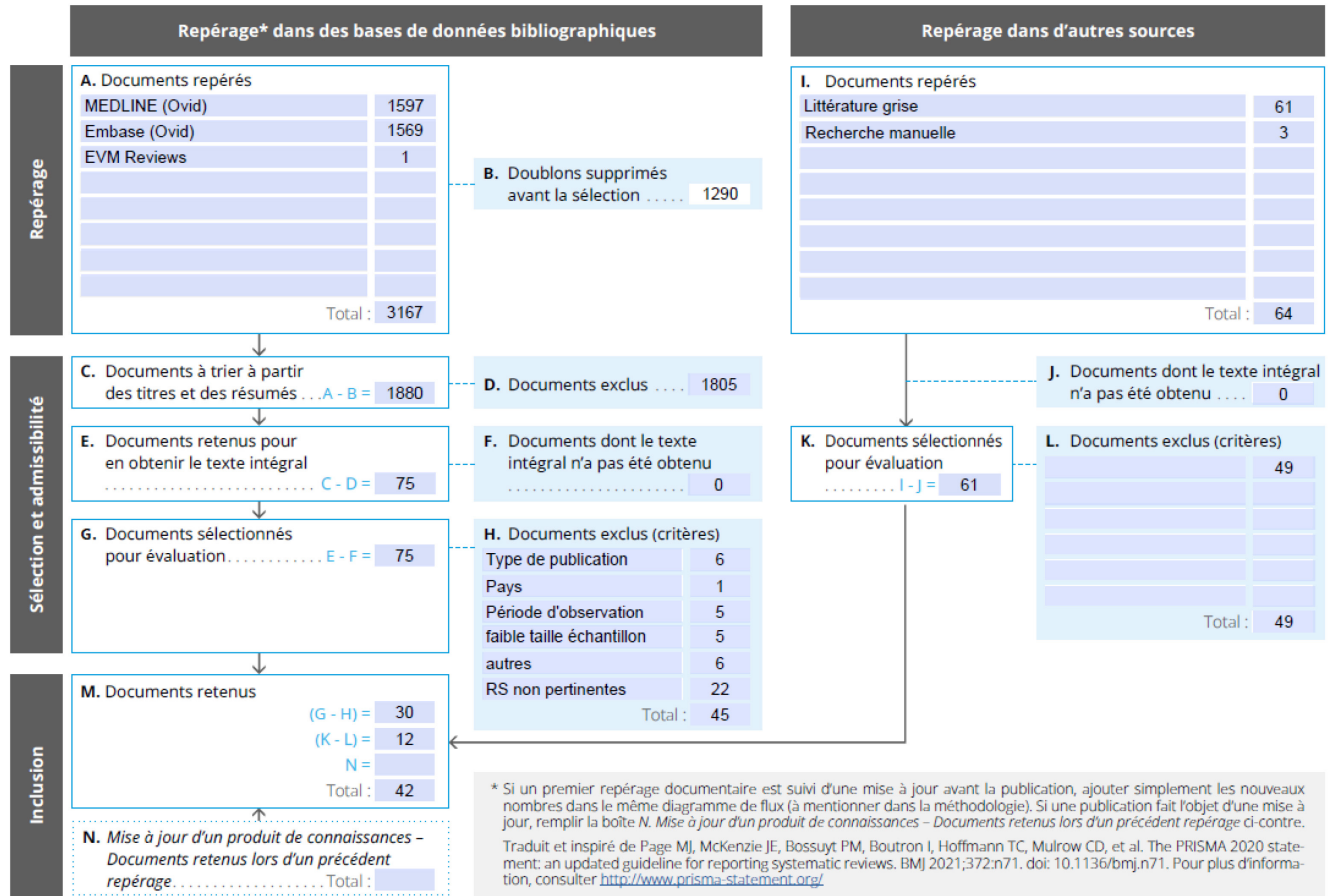 Repérage* dans des bases de données bibliographiques
Repérage dans d'autres sources
Repérage
A. Documents repérés
MEDLINE (Ovid) 1597
Embase (Ovid) 1569
EVM Reviews 1
Total : 3167
B. Doublons supprimés
avant la sélection ..... 1290
I. Documents repérés
Littérature grise 61
Recherche manuelle 3
Total : 64
Sélection et admissibilité
C. Documents à trier à partir
des titres et des résumés ...A - B = 1880
D. Documents exclus .... 1805
E. Documents retenus pour
en obtenir le texte intégral
.......................... C - D = 75
F. Documents dont le texte
intégral n'a pas été obtenu
...................... 0
G. Documents sélectionnés
pour évaluation............ E - F = 75
H. Documents exclus (critères)
Type de publication 6
Pays 1
Période d'observation 5
faible taille échantillon 5
autres 6
RS non pertinentes 22
Total : 45
J. Documents dont le texte intégral
n'a pas été obtenu .... 0
K. Documents sélectionnés
pour évaluation
......... I - J = 61
L. Documents exclus (critères)
49
Total : 49
Inclusion
M. Documents retenus
(G - H) = 30
(K - L) = 12
N =
Total : 42
N. Mise à jour d'un produit de connaissances –
Documents retenus lors d'un précédent
repérage...................Total :
* Si un premier repérage documentaire est suivi d'une mise à jour avant la publication, ajouter simplement les nouveaux
nombres dans le même diagramme de flux (à mentionner dans la méthodologie). Si une publication fait l'objet d'une mise à
jour, remplir la boîte N. Mise à jour d'un produit de connaissances – Documents retenus lors d'un précédent repérage ci-contre.
Traduit et inspiré de Page MJ, McKenzie JE, Bossuyt PM, Boutron I, Hoffmann TC, Mulrow CD, et al. The PRISMA 2020 state-
ment: an updated guideline for reporting systematic reviews. BMJ 2021;372:n71. doi: 10.1136/bmj.n71. Pour plus d'informa-
tion, consulter http://www.prisma-statement.org/